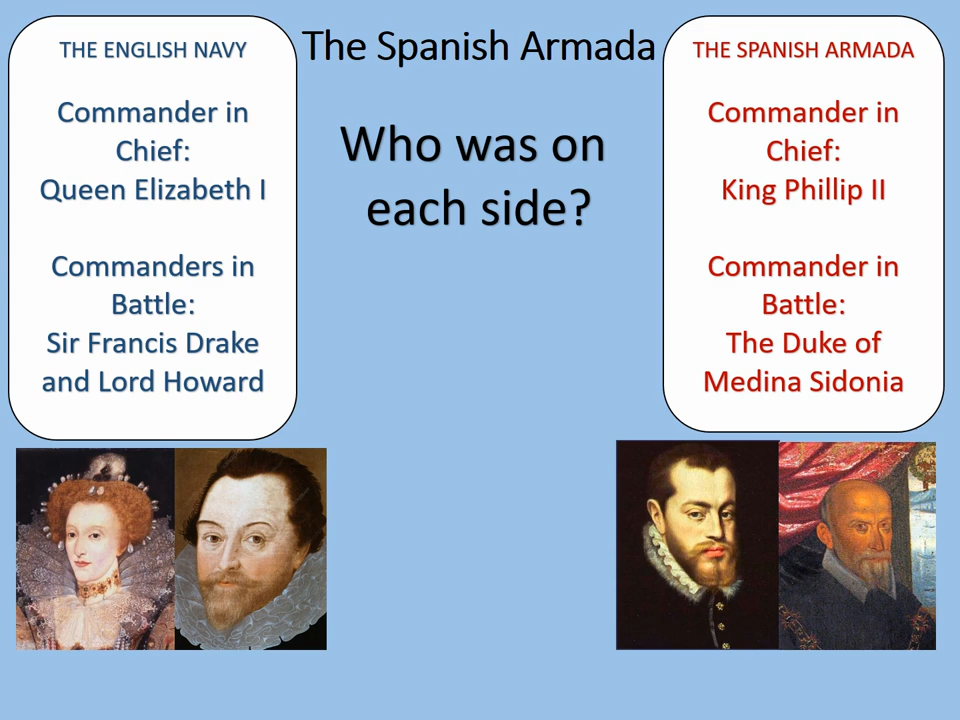 THE ENGLISH NAVY
Commander in
Chief:
Queen Elizabeth I
Commanders in
Battle:
Sir Francis Drake
and Lord Howard
The Spanish Armada
Who was on
each side?
THE SPANISH ARMADA
Commander in
Chief:
King Phillip II
Commander in
Battle:
The Duke of
Medina Sidonia